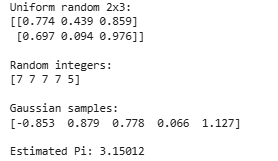 Uniform random 2x3:
[[0.774 0.439 0.859]
 [0.697 0.094 0.976]]
Random integers:
[7 7 7 7 5]
Gaussian samples:
[-0.853  0.879  0.778  0.066  1.127]
Estimated Pi: 3.15012